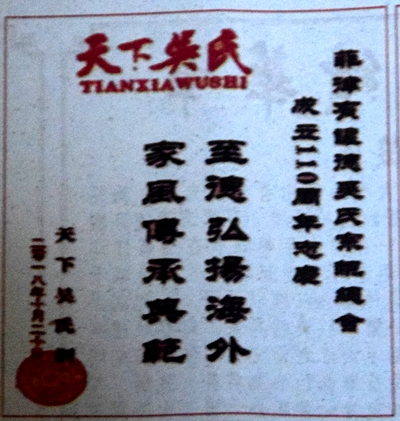 天下吳氏
TIANXIAWUSHI
菲律賓讓德吳氏宗親總會
成立110周年志慶
至德弘揚海外
家風傳承典範
天下吳氏
二零一八年十月二十日